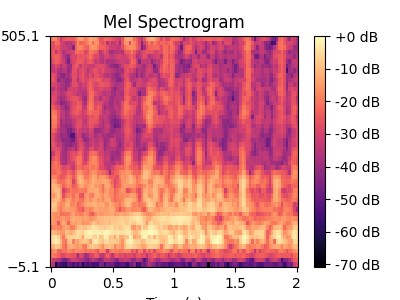 Mel Spectrogram
505.1
−5.1
0
0.5
1
1.5
2
+0 dB
-10 dB
-20 dB
-30 dB
-40 dB
-50 dB
-60 dB
-70 dB